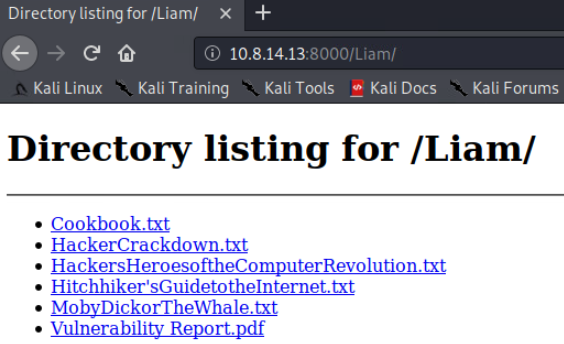 Directory listing for /Liam/
10.8.14.13:8000/Liam/
Kali Linux Kali Training Kali Tools Kali Docs Kali Forums
Directory listing for /Liam/
Cookbook.txt
HackerCrackdown.txt
HackersHeroesoftheComputerRevolution.txt
Hitchhiker'sGuidetotheInternet.txt
MobyDickorTheWhale.txt
Vulnerability Report.pdf